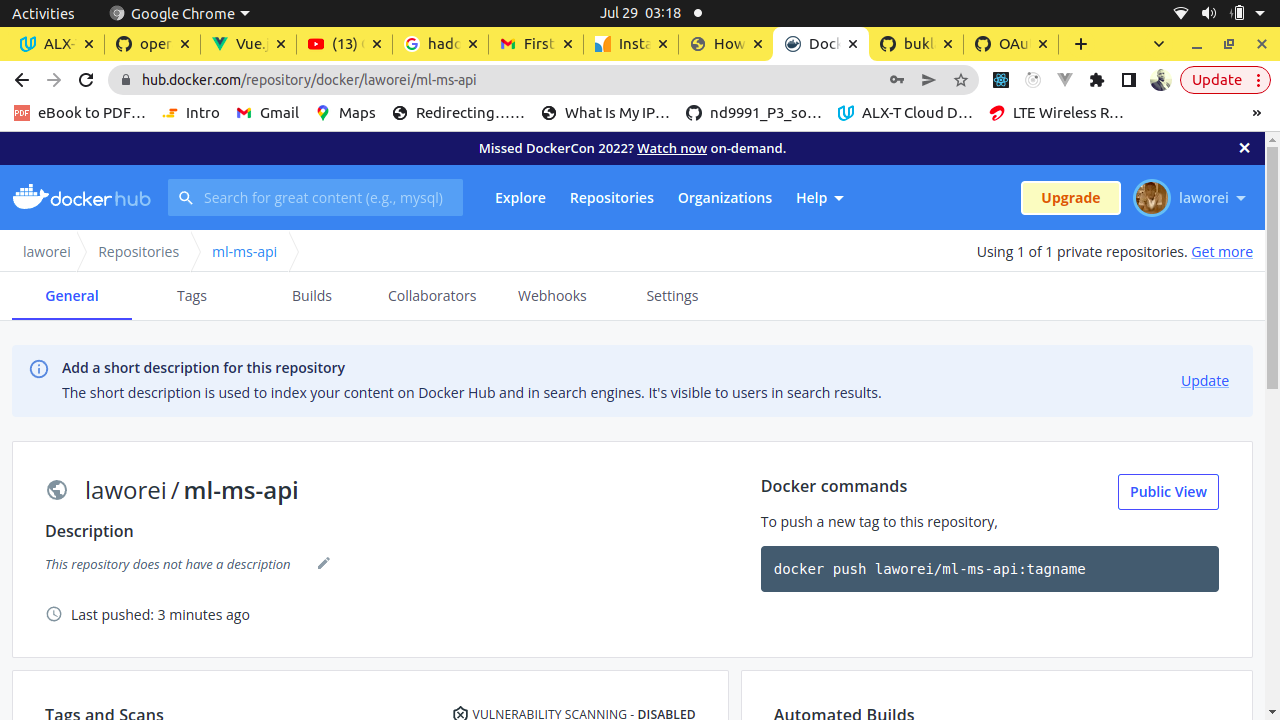 Activities Google Chrome Jul 29 03:18
ALX- oper Vue.j (13) hadc First Insta How Dock bukl OAu
hub.docker.com/repository/docker/laworei/ml-ms-api Update
PDF eBook to PDF… Intro Gmail Maps Redirecting…… What Is My IP… nd9991_P3_so… ALX-T Cloud D… LTE Wireless R… »
Missed DockerCon 2022? Watch now on-demand.
docker hub Search for great content (e.g., mysql) Explore Repositories Organizations Help Upgrade laworei
laworei Repositories ml-ms-api Using 1 of 1 private repositories. Get more
General Tags Builds Collaborators Webhooks Settings
Add a short description for this repository
The short description is used to index your content on Docker Hub and in search engines. It's visible to users in search results. Update
laworei / ml-ms-api
Description
This repository does not have a description
Last pushed: 3 minutes ago
Docker commands Public View
To push a new tag to this repository,
docker push laworei/ml-ms-api:tagname
Tags and Scans VULNERABILITY SCANNING - DISABLED
Automated Builds